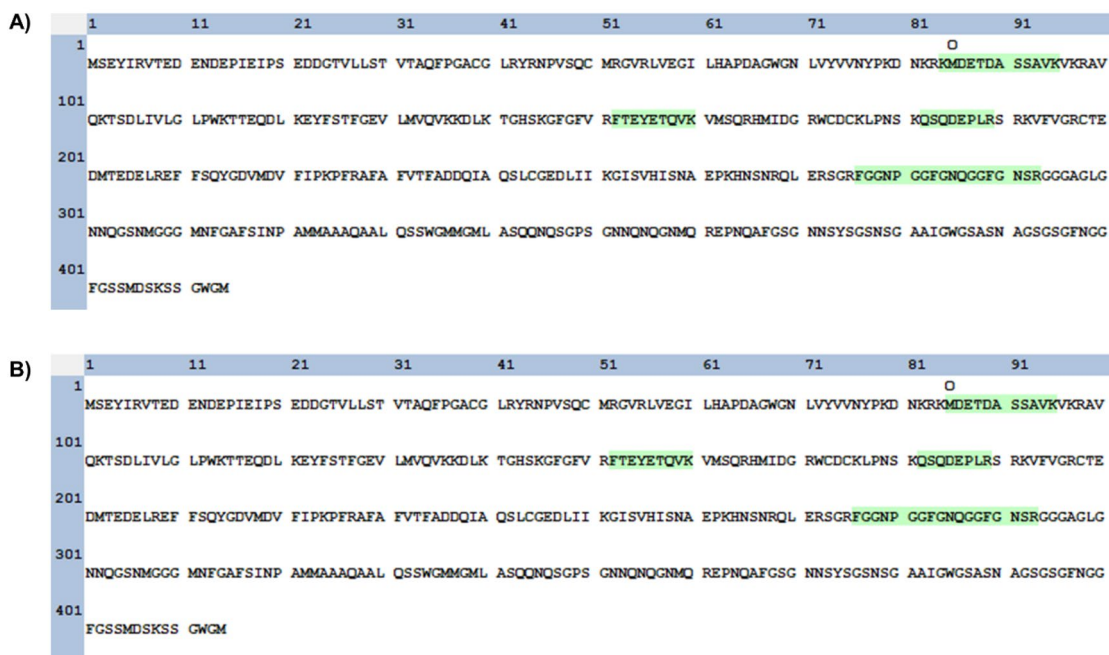 A)
1 11 21 31 41 51 61 71 81 91
1 O
MSEYIRVTED ENDEPIEIPS EDDGTVLLST VTAQFPGACG LRYRNPVSQC MRGVRLVEGI LHAPDAGWGN LVYVVNYPKD NKRKMDETDA SSAVKVKRAV
101
QKTSDLIVLG LPWKTTEQDL KEYFSTFGEV LMVQVKKDLK TGHSKGFGFV RFTEYETQVK VMSQRHMIDG RWCDCKLPNS KQSQDEPLRS RKVFVGRCTE
201
DMTEDELREF FSQYGDVMDV FIPKPFRAFA FVTFADDQIA QSLCGEDLII KGISVHISNA EPKHNSNRQL ERSGRFGGNP GGFGNQGGFG NSRGGGAGLG
301
NNQGSNMGGG MNFGAFSINP AMMAAAQAAL QSSWGMMGML ASQQNQSGPS GNNQNQGNMQ REPNQAFGSG NNSYSGSNSG AAIGWGSASN AGSGSGFNGG
401
FGSSMDSKSS GWGM
B)
1 11 21 31 41 51 61 71 81 91
1 O
MSEYIRVTED ENDEPIEIPS EDDGTVLLST VTAQFPGACG LRYRNPVSQC MRGVRLVEGI LHAPDAGWGN LVYVVNYPKD NKRKMDETDA SSAVKVKRAV
101
QKTSDLIVLG LPWKTTEQDL KEYFSTFGEV LMVQVKKDLK TGHSKGFGFV RFTEYETQVK VMSQRHMIDG RWCDCKLPNS KQSQDEPLRS RKVFVGRCTE
201
DMTEDELREF FSQYGDVMDV FIPKPFRAFA FVTFADDQIA QSLCGEDLII KGISVHISNA EPKHNSNRQL ERSGRFGGNP GGFGNQGGFG NSRGGGAGLG
301
NNQGSNMGGG MNFGAFSINP AMMAAAQAAL QSSWGMMGML ASQQNQSGPS GNNQNQGNMQ REPNQAFGSG NNSYSGSNSG AAIGWGSASN AGSGSGFNGG
401
FGSSMDSKSS GWGM